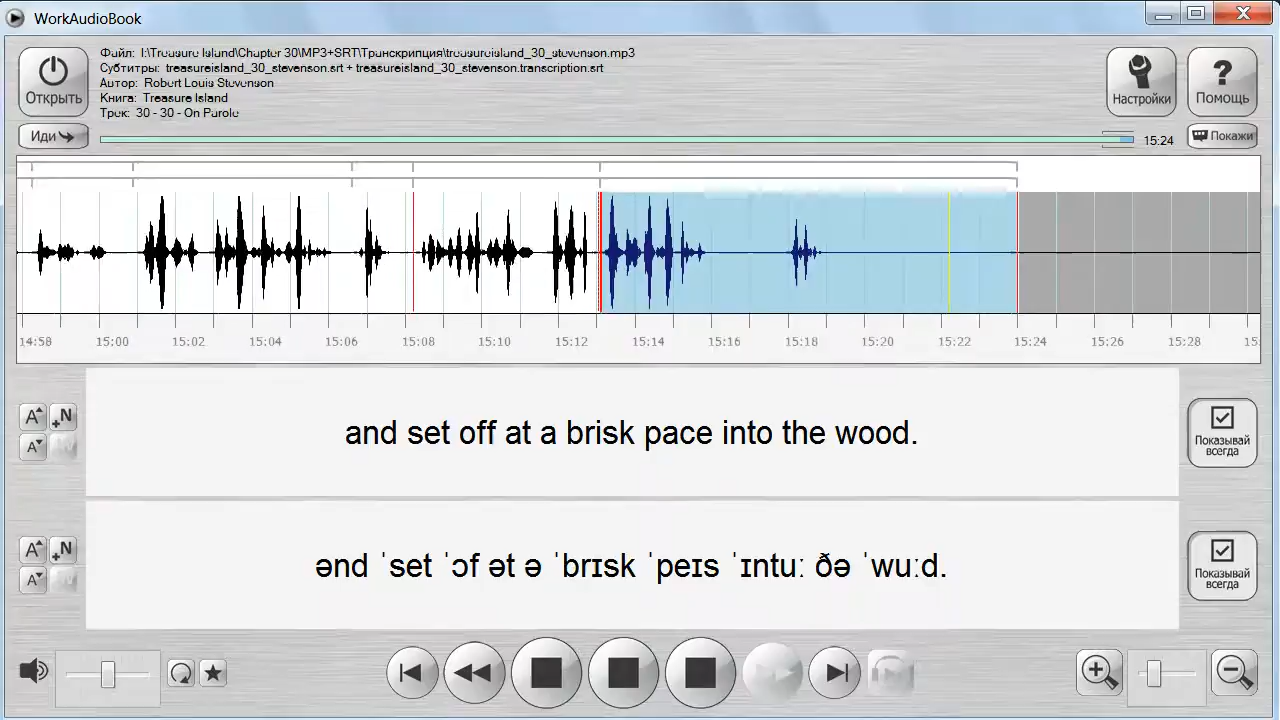 WorkAudioBook
Открыть
Файл: I:\Treasure Island\Chapter 30\MP3+SRT\Транскрипция\treasureisland_30_stevenson.mp3
Субтитры: treasureisland_30_stevenson.srt + treasureisland_30_stevenson.transcription.srt
Автор: Robert Louis Stevenson
Книга: Treasure Island
Трек: 30 - 30 - On Parole
Настройки
? Помощь
Иди
15:24
Покажи
14:58 15:00 15:02 15:04 15:06 15:08 15:10 15:12 15:14 15:16 15:18 15:20 15:22 15:24 15:26 15:28 15:
A +N
A
and set off at a brisk pace into the wood.
Показывай
всегда
A +N
A
ənd ˈset ˈɔf ət ə ˈbrɪsk ˈpeɪs ˈɪntuː ðə ˈwuːd.
Показывай
всегда